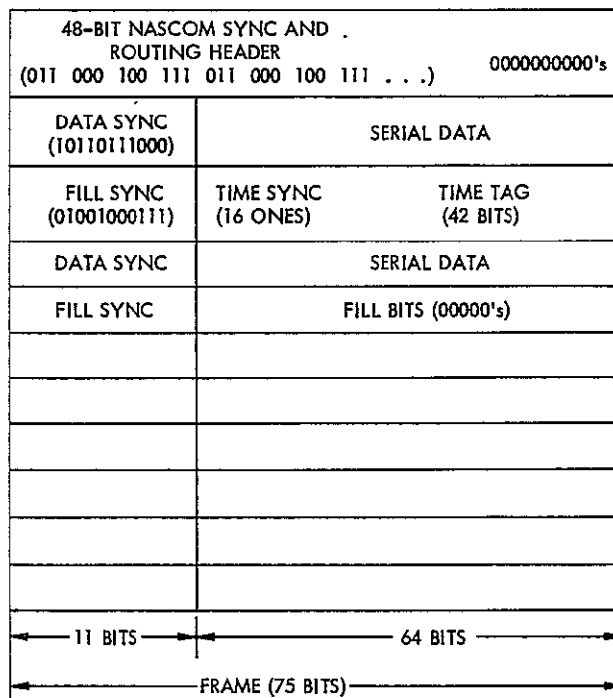 48-BIT NASCOM SYNC AND
ROUTING HEADER
(011 000 100 111 011 000 100 111 . . .) 0000000000's
DATA SYNC
(10110111000)
SERIAL DATA
FILL SYNC
(01001000111)
TIME SYNC
(16 ONES)
TIME TAG
(42 BITS)
DATA SYNC
SERIAL DATA
FILL SYNC
FILL BITS (00000's)
11 BITS
64 BITS
FRAME (75 BITS)